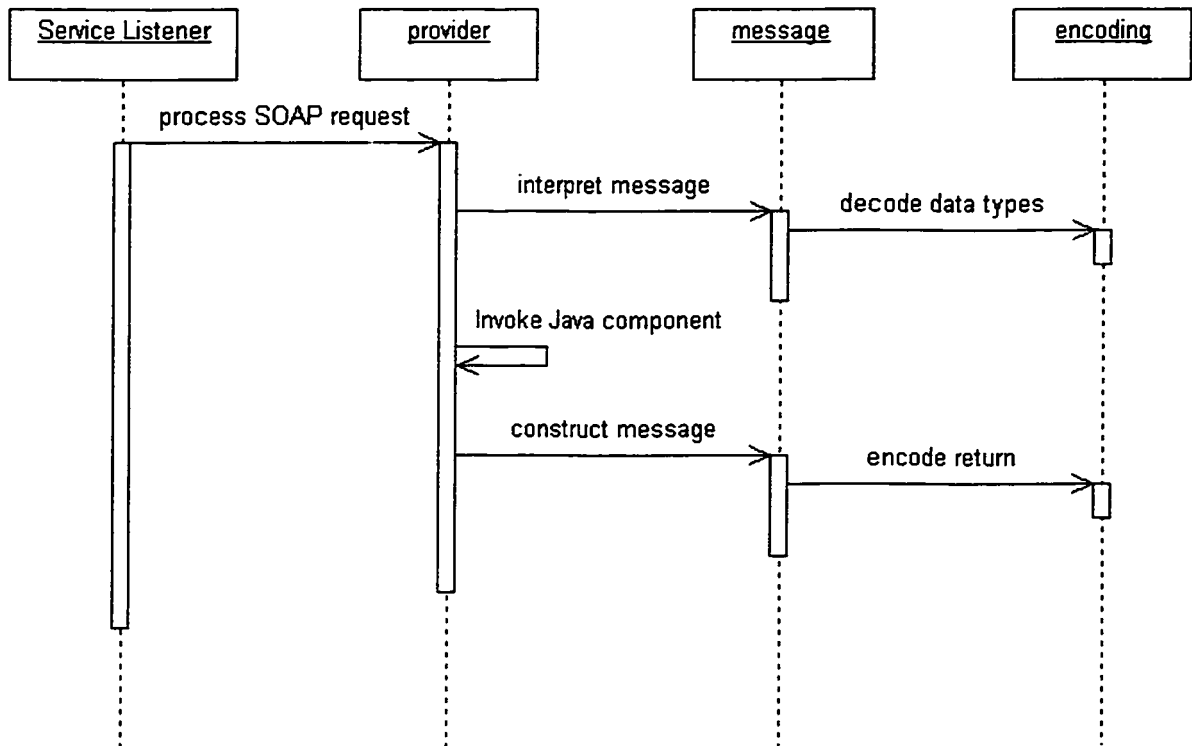 Service Listener
provider
message
encoding
process SOAP request
interpret message
decode data types
Invoke Java component
construct message
encode return